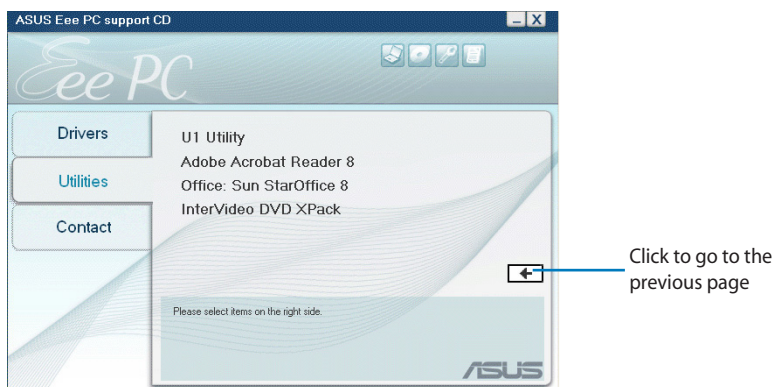 ASUS Eee PC support CD
Eee PC
Drivers
Utilities
Contact
U1 Utility
Adobe Acrobat Reader 8
Office: Sun StarOffice 8
InterVideo DVD XPack
Click to go to the
previous page
Please select items on the right side.
ASUS